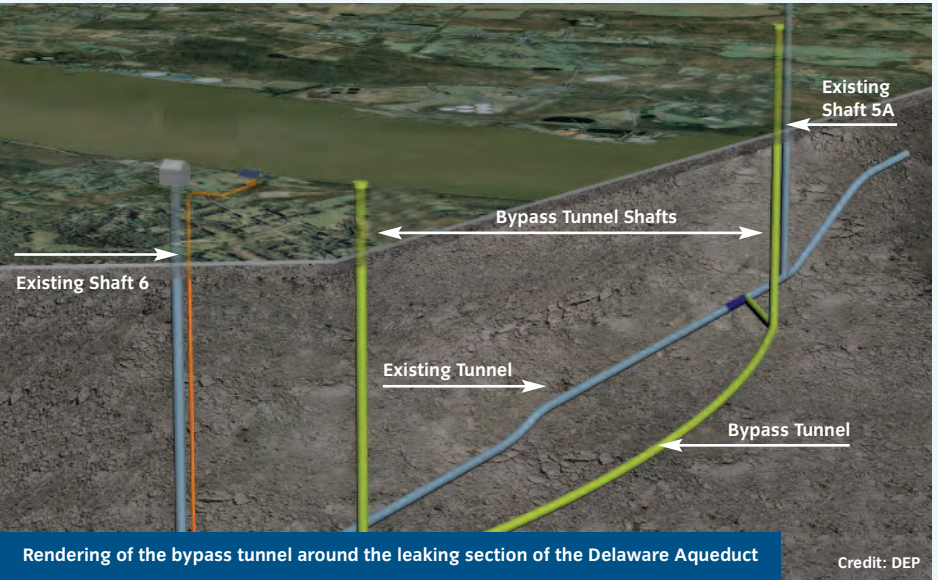 Existing
Shaft 5A
Bypass Tunnel Shafts
Existing Shaft 6
Existing Tunnel
Bypass Tunnel
Rendering of the bypass tunnel around the leaking section of the Delaware Aqueduct
Credit: DEP